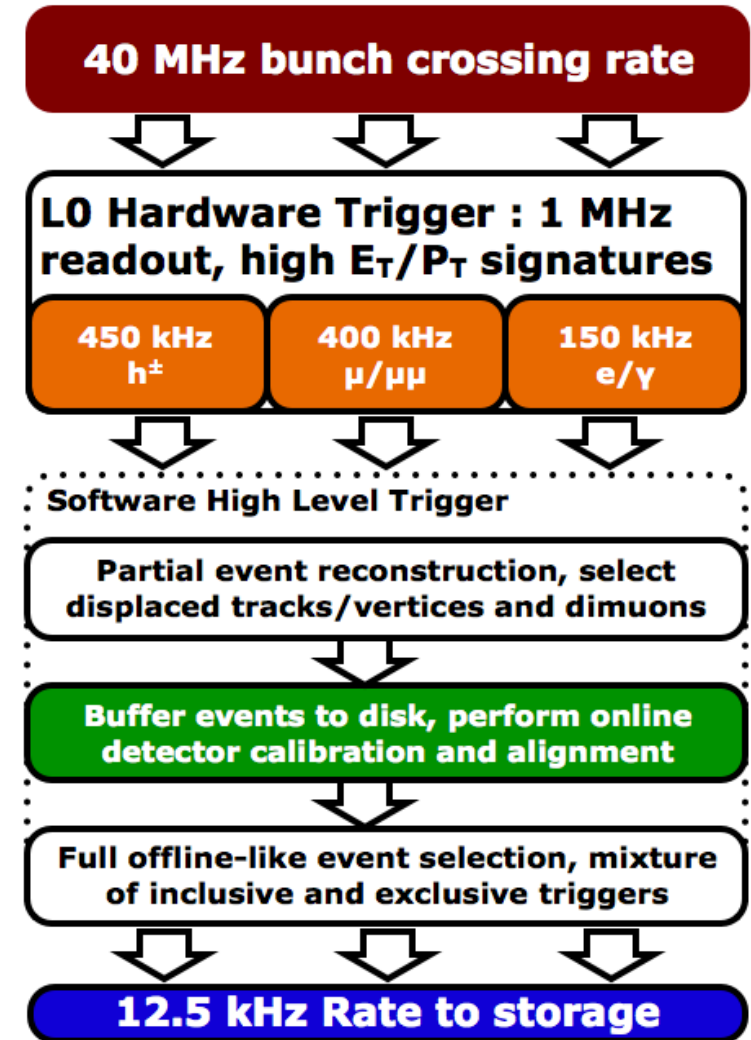 40 MHz bunch crossing rate
L0 Hardware Trigger : 1 MHz
readout, high Eᴛ/Pᴛ signatures
450 kHz
h±
400 kHz
μ/μμ
150 kHz
e/γ
Software High Level Trigger
Partial event reconstruction, select
displaced tracks/vertices and dimuons
Buffer events to disk, perform online
detector calibration and alignment
Full offline-like event selection, mixture
of inclusive and exclusive triggers
12.5 kHz Rate to storage